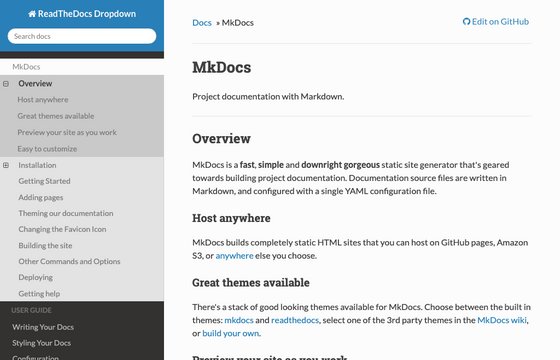 ReadTheDocs Dropdown
Search docs
MkDocs
Overview
Host anywhere
Great themes available
Preview your site as you work
Easy to customize
Installation
Getting Started
Adding pages
Theming our documentation
Changing the Favicon Icon
Building the site
Other Commands and Options
Deploying
Getting help
USER GUIDE
Writing Your Docs
Styling Your Docs
Configuration
Docs » MkDocs
Edit on GitHub
MkDocs
Project documentation with Markdown.
Overview
MkDocs is a fast, simple and downright gorgeous static site generator that's geared
towards building project documentation. Documentation source files are written in
Markdown, and configured with a single YAML configuration file.
Host anywhere
MkDocs builds completely static HTML sites that you can host on GitHub pages, Amazon
S3, or anywhere else you choose.
Great themes available
There's a stack of good looking themes available for MkDocs. Choose between the built in
themes: mkdocs and readthedocs, select one of the 3rd party themes in the MkDocs wiki,
or build your own.
Preview your site as you work